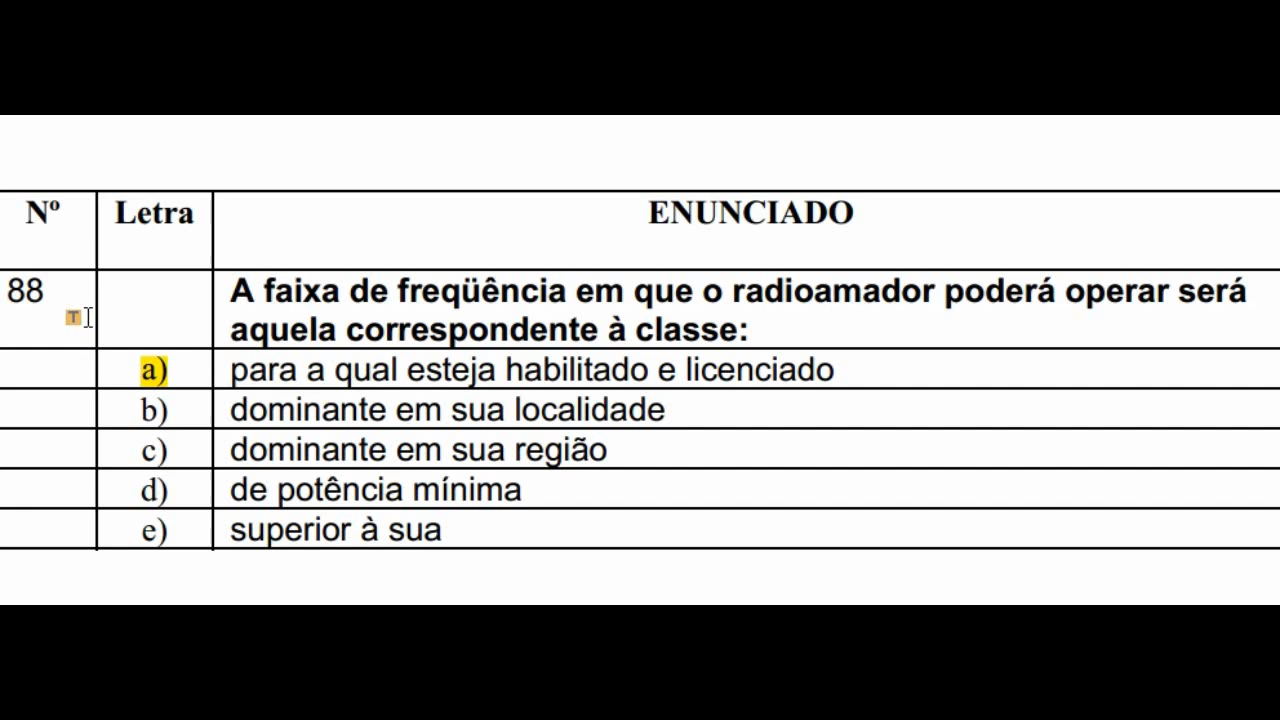 Nº Letra ENUNCIADO
88 A faixa de freqüência em que o radioamador poderá operar será
T aquela correspondente à classe:
a) para a qual esteja habilitado e licenciado
b) dominante em sua localidade
c) dominante em sua região
d) de potência mínima
e) superior à sua